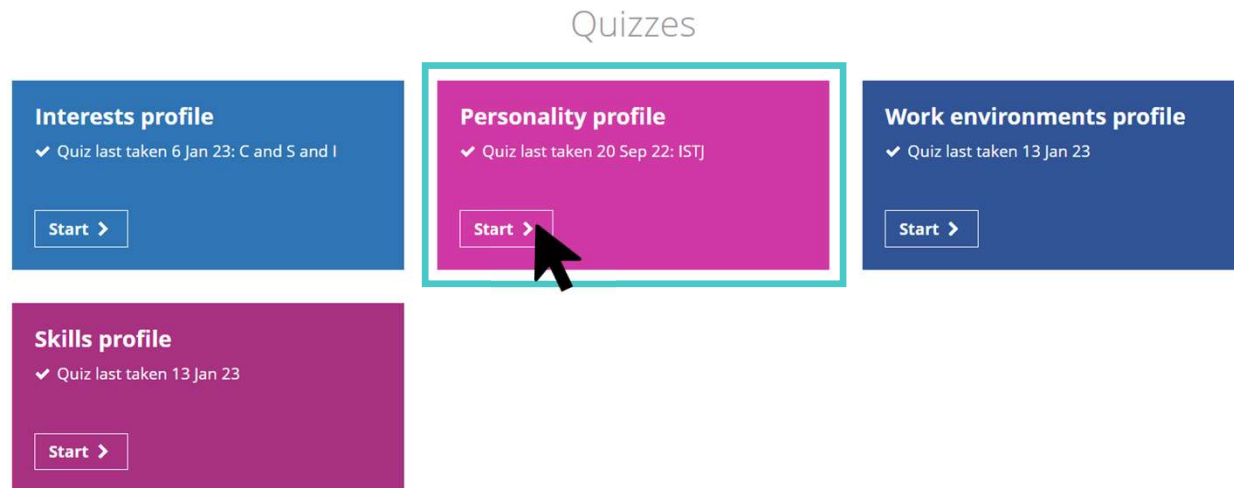 Quizzes
Interests profile
✔ Quiz last taken 6 Jan 23: C and S and I
Start
Personality profile
✔ Quiz last taken 20 Sep 22: ISTJ
Start
Work environments profile
✔ Quiz last taken 13 Jan 23
Start
Skills profile
✔ Quiz last taken 13 Jan 23
Start